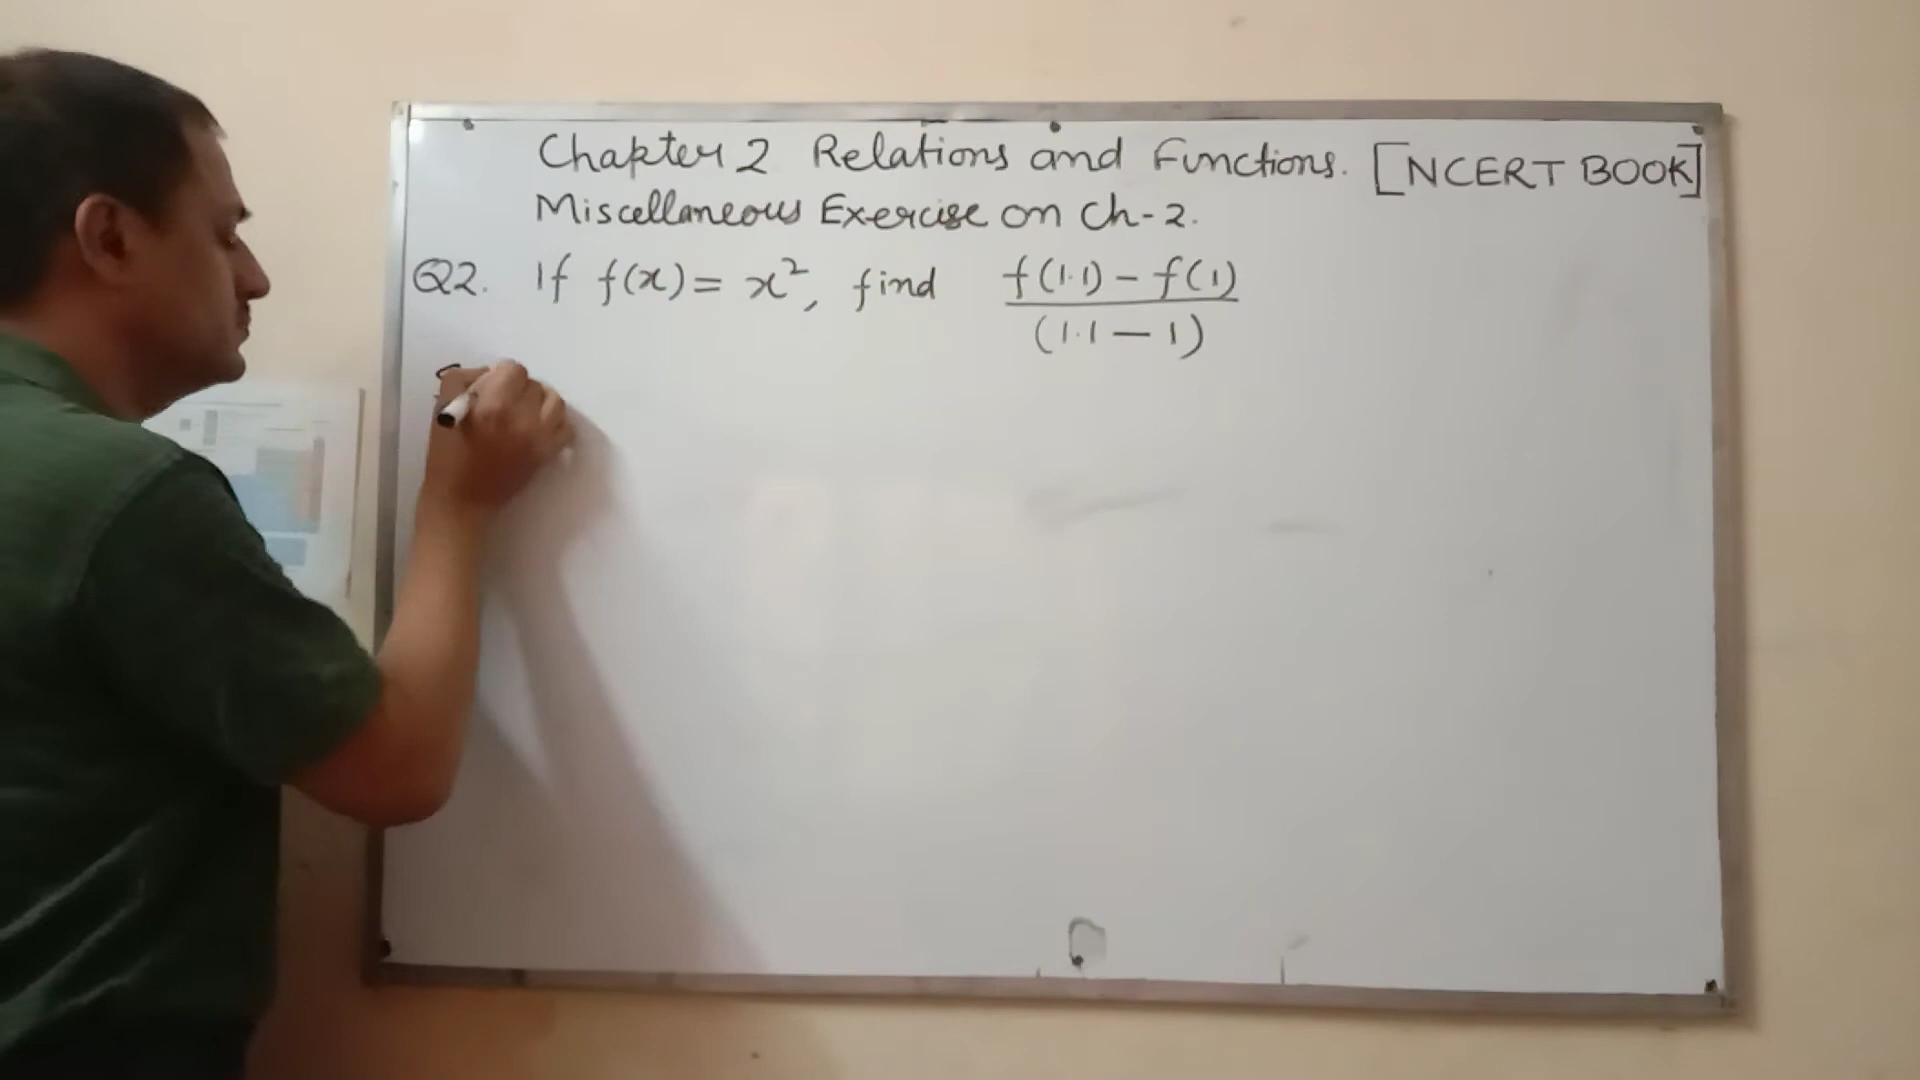 Chapter 2 Relations and Functions. [NCERT BOOK]
Miscellaneous Exercise on Ch-2.
Q2. If f(x) = x², find f(1.1) - f(1)
(1.1 - 1)